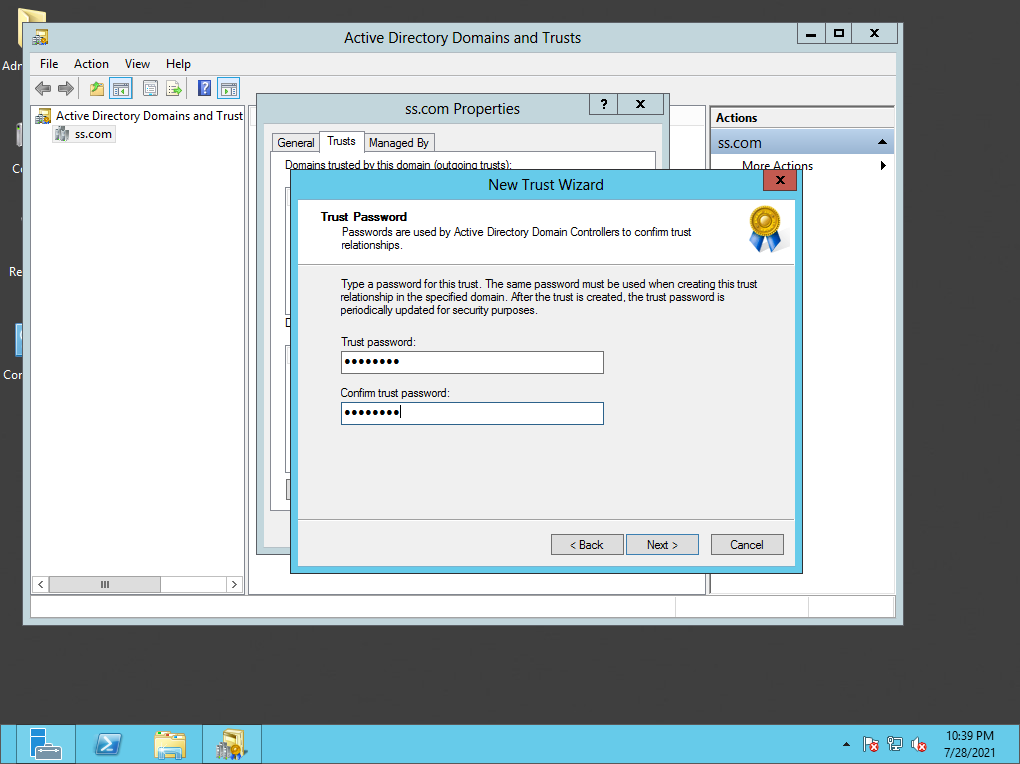 Active Directory Domains and Trusts
File Action View Help
Active Directory Domains and Trust
ss.com
ss.com Properties
?
General Trusts Managed By
Domains trusted by this domain (outgoing trusts):
Actions
ss.com
More Actions
New Trust Wizard
Trust Password
Passwords are used by Active Directory Domain Controllers to confirm trust
relationships.
Type a password for this trust. The same password must be used when creating this trust
relationship in the specified domain. After the trust is created, the trust password is
periodically updated for security purposes.
Trust password:
••••••••
Confirm trust password:
••••••••
< Back Next > Cancel
10:39 PM
7/28/2021